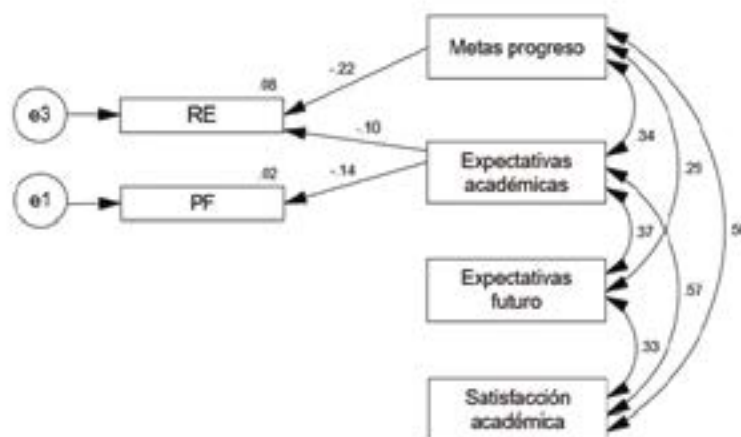 Metas progreso
.08
-.22
e3
RE
-.10
.34
Expectativas
académicas
.25
.02
-.14
e1
PF
.37
Expectativas
futuro
.57
.33
Satisfacción
académica